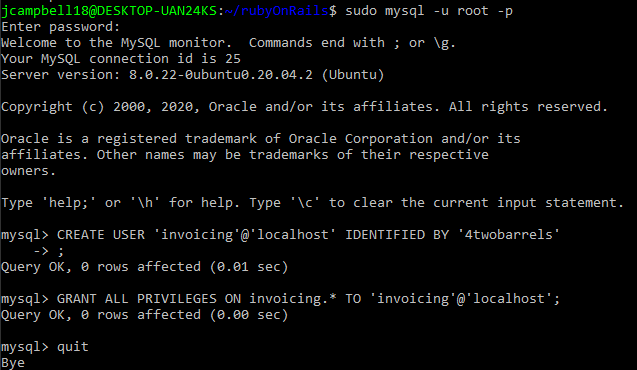 jcampbell18@DESKTOP-UAN24KS:~/rubyOnRails$ sudo mysql -u root -p
Enter password:
Welcome to the MySQL monitor.  Commands end with ; or \g.
Your MySQL connection id is 25
Server version: 8.0.22-0ubuntu0.20.04.2 (Ubuntu)

Copyright (c) 2000, 2020, Oracle and/or its affiliates. All rights reserved.

Oracle is a registered trademark of Oracle Corporation and/or its
affiliates. Other names may be trademarks of their respective
owners.

Type 'help;' or '\h' for help. Type '\c' to clear the current input statement.

mysql> CREATE USER 'invoicing'@'localhost' IDENTIFIED BY '4twobarrels'
    -> ;
Query OK, 0 rows affected (0.01 sec)

mysql> GRANT ALL PRIVILEGES ON invoicing.* TO 'invoicing'@'localhost';
Query OK, 0 rows affected (0.00 sec)

mysql> quit
Bye